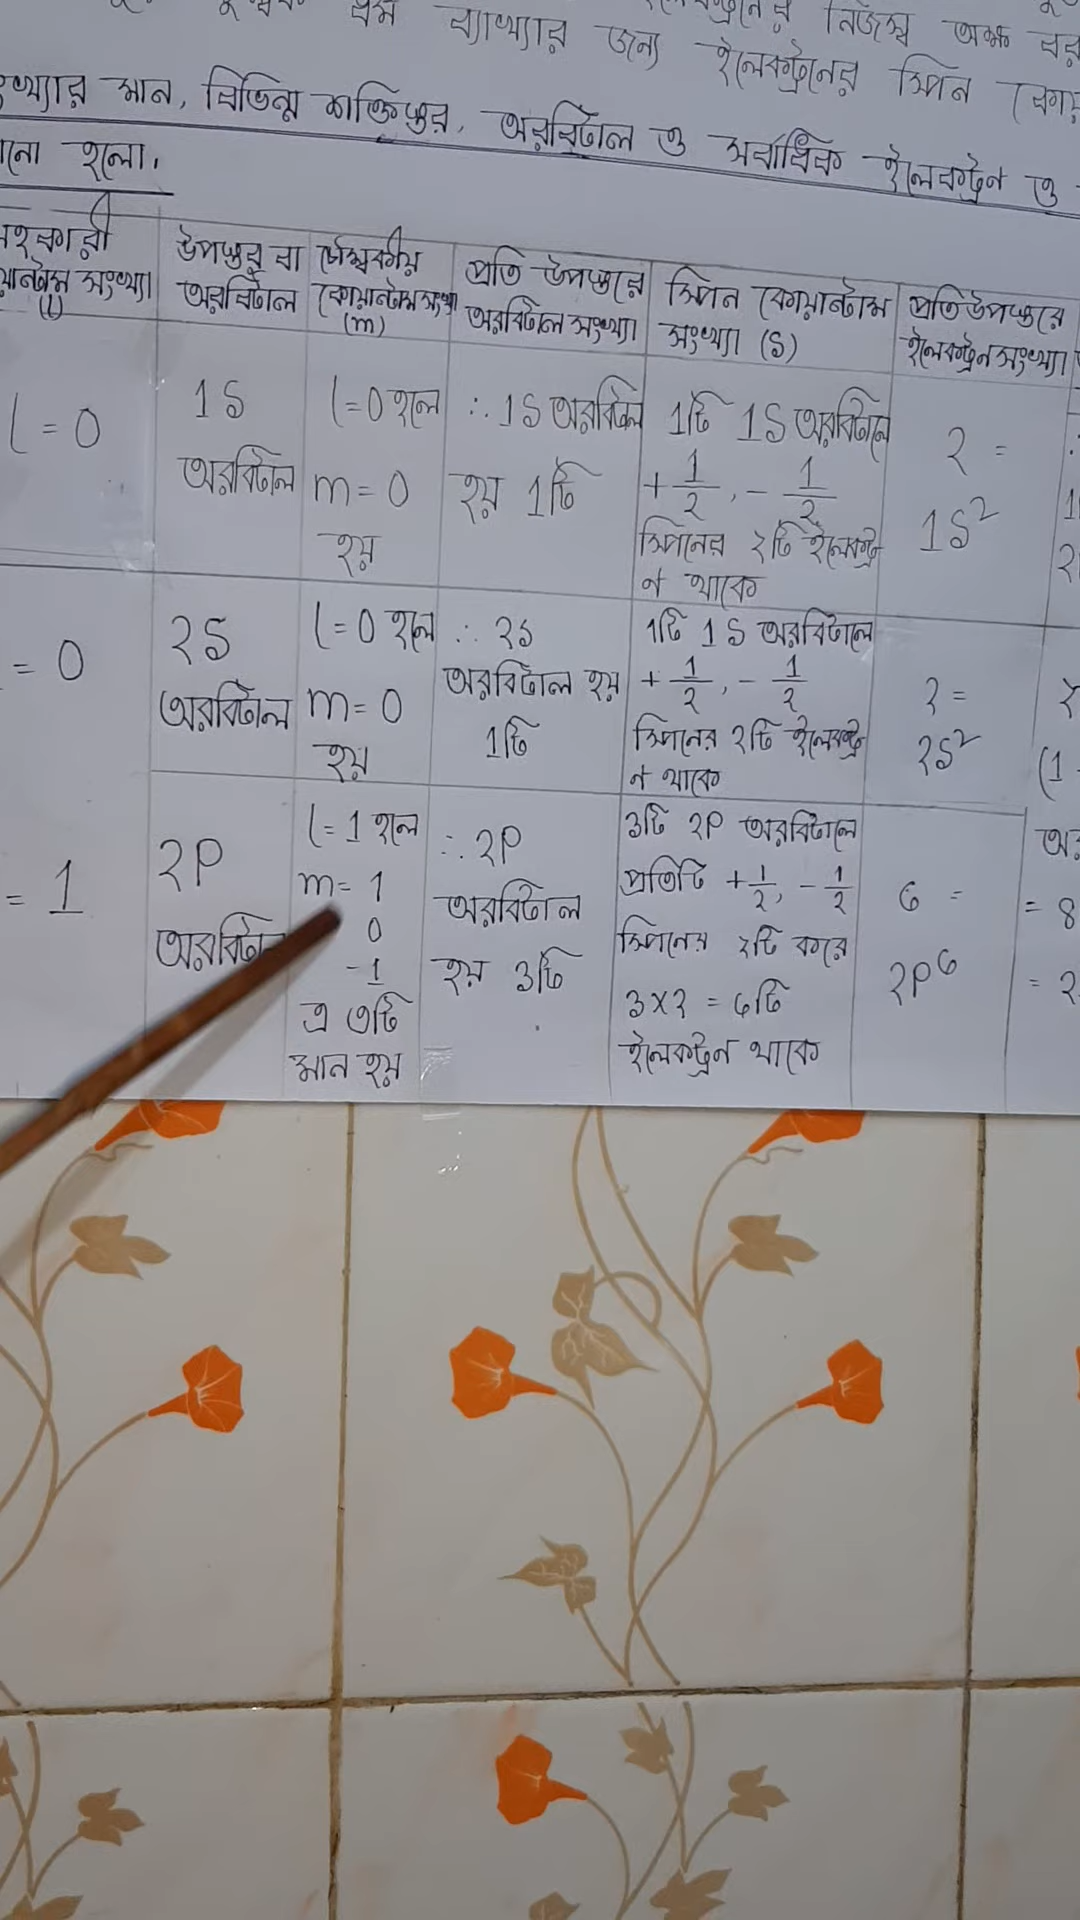 ব্যাখ্যার জন্য ইলেকট্রনের স্পিন
নিজস্ব অক্ষ
সংখ্যার মান, বিভিন্ন শক্তিস্তর, অরবিটাল ও সর্বাধিক ইলেকট্রন ও
হলো।
সহকারী
কোয়ান্টাম সংখ্যা
(l)
উপস্তর বা
অরবিটাল
চৌম্বকীয়
কোয়ান্টাম সংখ্যা
(m)
প্রতি উপস্তরে
অরবিটাল সংখ্যা
স্পিন কোয়ান্টাম
সংখ্যা (s)
প্রতি উপস্তরে
ইলেকট্রন সংখ্যা
l = 0
1s
অরবিটাল
l = 0 হলে
m = 0
হয়
∴ 1s অরবিটাল
হয় 1টি
1টি 1s অরবিটালে
+1/2, -1/2
স্পিনের 2টি ইলেকট্র
ন থাকে
2 =
1s²
= 0
2s
অরবিটাল
l = 0 হলে
m = 0
হয়
∴ 2s
অরবিটাল হয়
1টি
1টি 1s অরবিটালে
+1/2, -1/2
স্পিনের 2টি ইলেকট্র
ন থাকে
2 =
2s²
(1
= 1
2P
অরবিটাল
l = 1 হলে
m = 1
0
-1
এ ৩টি
মান হয়
∴ 2P
অরবিটাল
হয় 3টি
3টি 2P অরবিটালে
প্রতিটি +1/2, -1/2
স্পিনের 2টি করে
3×2 = 6টি
ইলেকট্রন থাকে
6 =
2P⁶
= 8
= 2